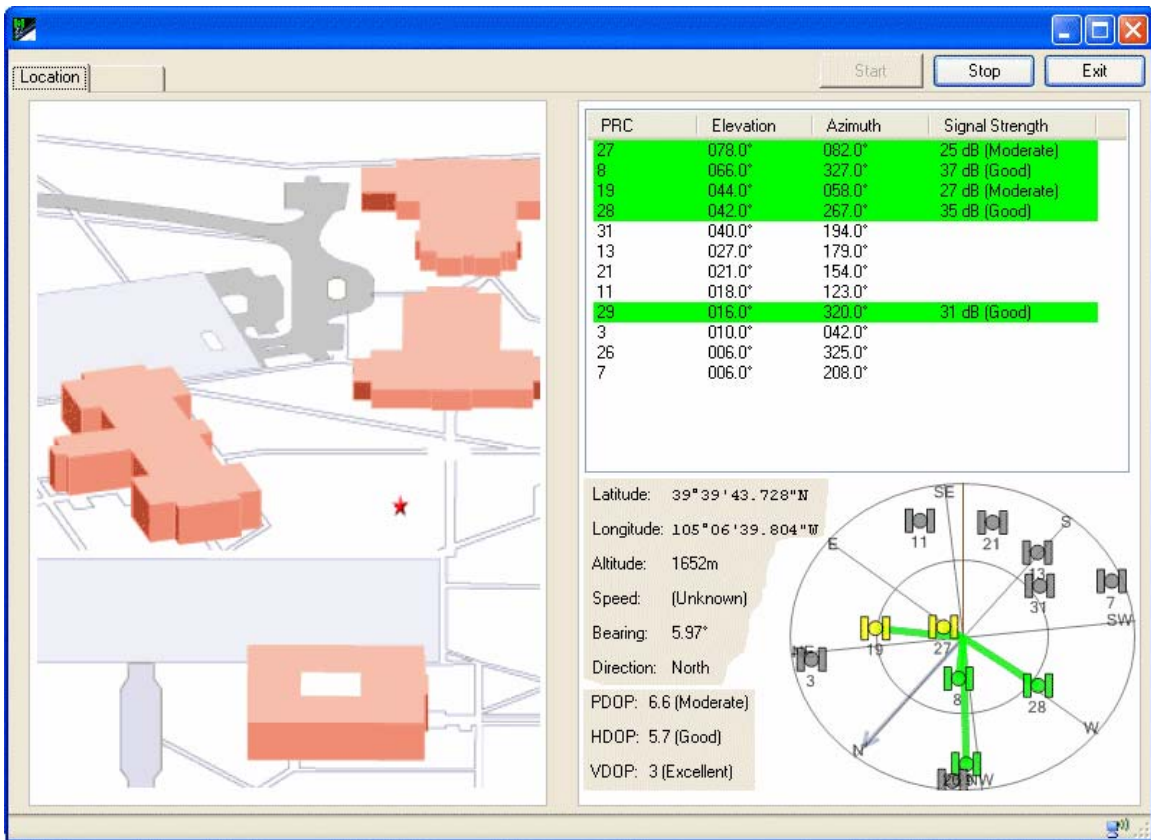 Location
Start
Stop
Exit
PRC Elevation Azimuth Signal Strength
27 078.0° 082.0° 25 dB (Moderate)
8 066.0° 327.0° 37 dB (Good)
19 044.0° 058.0° 27 dB (Moderate)
28 042.0° 267.0° 35 dB (Good)
31 040.0° 194.0°
13 027.0° 179.0°
21 021.0° 154.0°
11 018.0° 123.0°
29 016.0° 320.0° 31 dB (Good)
3 010.0° 042.0°
26 006.0° 325.0°
7 006.0° 208.0°
Latitude: 39°39'43.728"N
Longitude: 105°06'39.804"W
Altitude: 1652m
Speed: (Unknown)
Bearing: 5.97°
Direction: North
PDOP: 6.6 (Moderate)
HDOP: 5.7 (Good)
VDOP: 3 (Excellent)
SE
S
11
21
E
13
31
7
SW
19
27
NE
3
8
28
W
N
NW